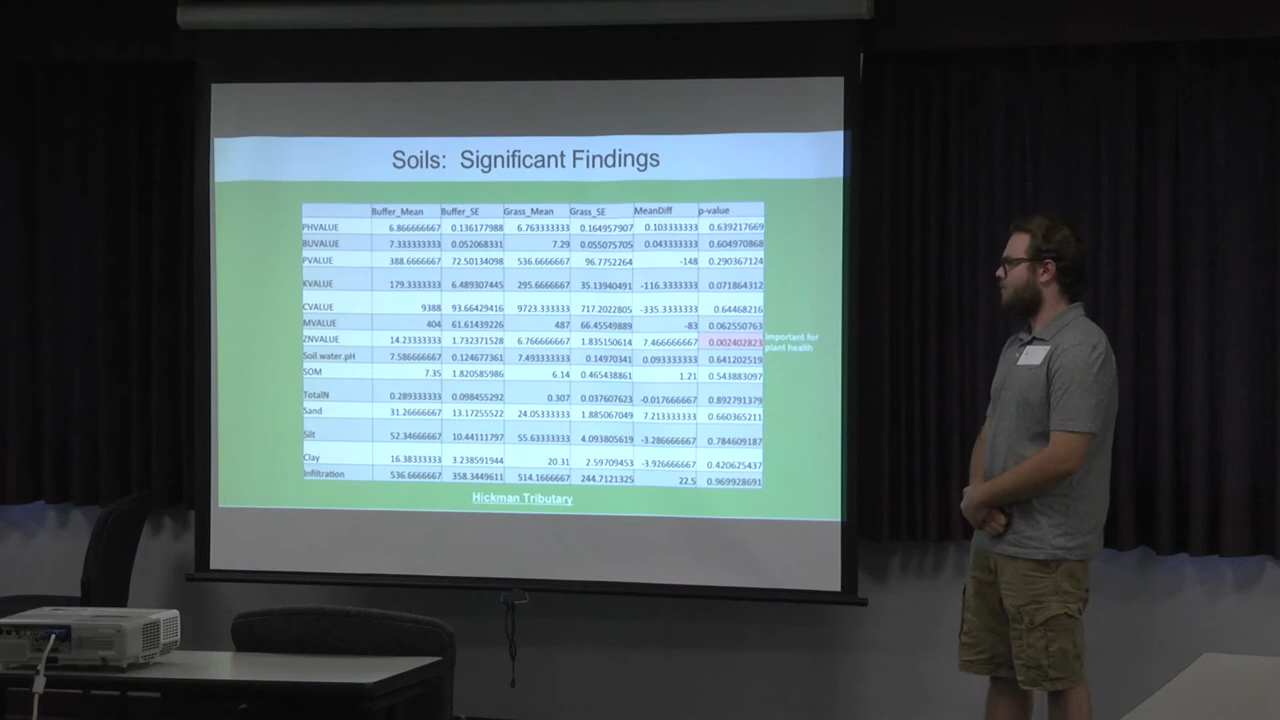 Soils: Significant Findings
Buffer_Mean Buffer_SE Grass_Mean Grass_SE MeanDiff p-value
PHVALUE 6.866666667 0.136177988 6.763333333 0.164957907 0.103333333 0.639217669
BUVALUE 7.333333333 0.052068331 7.29 0.055075705 0.043333333 0.604970868
PVALUE 388.6666667 72.50134098 536.6666667 96.7752264 -148 0.290367124
KVALUE 179.3333333 6.489307445 295.6666667 35.13940491 -116.3333333 0.071864312
CVALUE 9388 93.66429416 9723.333333 717.2022805 -335.3333333 0.64468216
MVALUE 404 61.61439226 487 66.45549889 -83 0.062550763
ZNVALUE 14.23333333 1.732371528 6.766666667 1.835150614 7.466666667 0.002402823 Important for
plant health
Soil.water.pH 7.586666667 0.124677361 7.493333333 0.14970341 0.093333333 0.641202519
SOM 7.35 1.820585986 6.14 0.465438861 1.21 0.543883097
TotalN 0.289333333 0.098455292 0.307 0.037607623 -0.017666667 0.892791379
Sand 31.26666667 13.17255522 24.05333333 1.885067049 7.213333333 0.660365211
Silt 52.34666667 10.44111797 55.63333333 4.093805619 -3.286666667 0.784609187
Clay 16.38333333 3.238591944 20.31 2.59709453 -3.926666667 0.420625437
Infiltration 536.6666667 358.3449611 514.1666667 244.7121325 22.5 0.969928691
Hickman Tributary